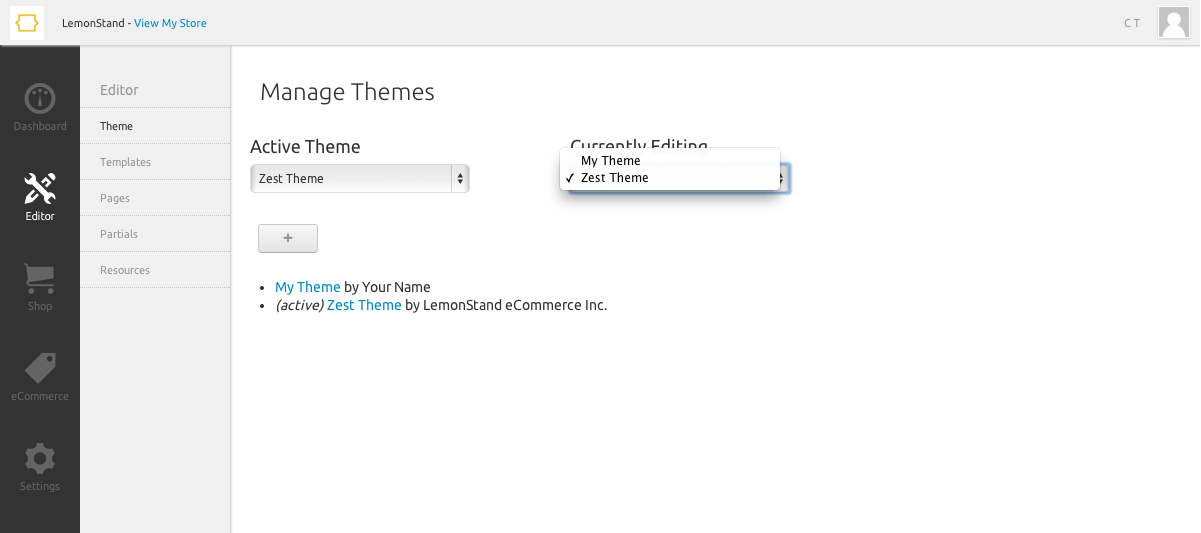 LemonStand - View My Store
C T
Dashboard
Editor
Shop
eCommerce
Settings
Editor
Theme
Templates
Pages
Partials
Resources
Manage Themes
Active Theme
Zest Theme
Currently Editing
My Theme
✓ Zest Theme
+
• My Theme by Your Name
• (active) Zest Theme by LemonStand eCommerce Inc.